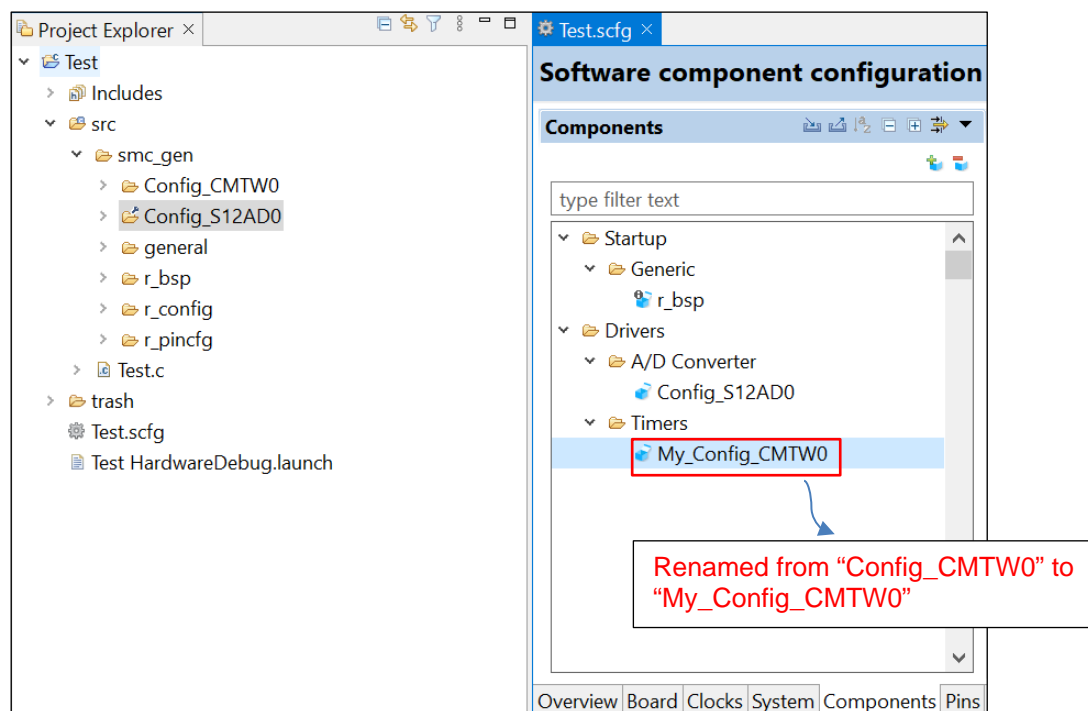 Project Explorer
Test
Includes
src
smc_gen
Config_CMTW0
Config_S12AD0
general
r_bsp
r_config
r_pincfg
Test.c
trash
Test.scfg
Test HardwareDebug.launch
Test.scfg
Software component configuration
Components
type filter text
Startup
Generic
r_bsp
Drivers
A/D Converter
Config_S12AD0
Timers
My_Config_CMTW0
Renamed from “Config_CMTW0” to
“My_Config_CMTW0”
Overview Board Clocks System Components Pins